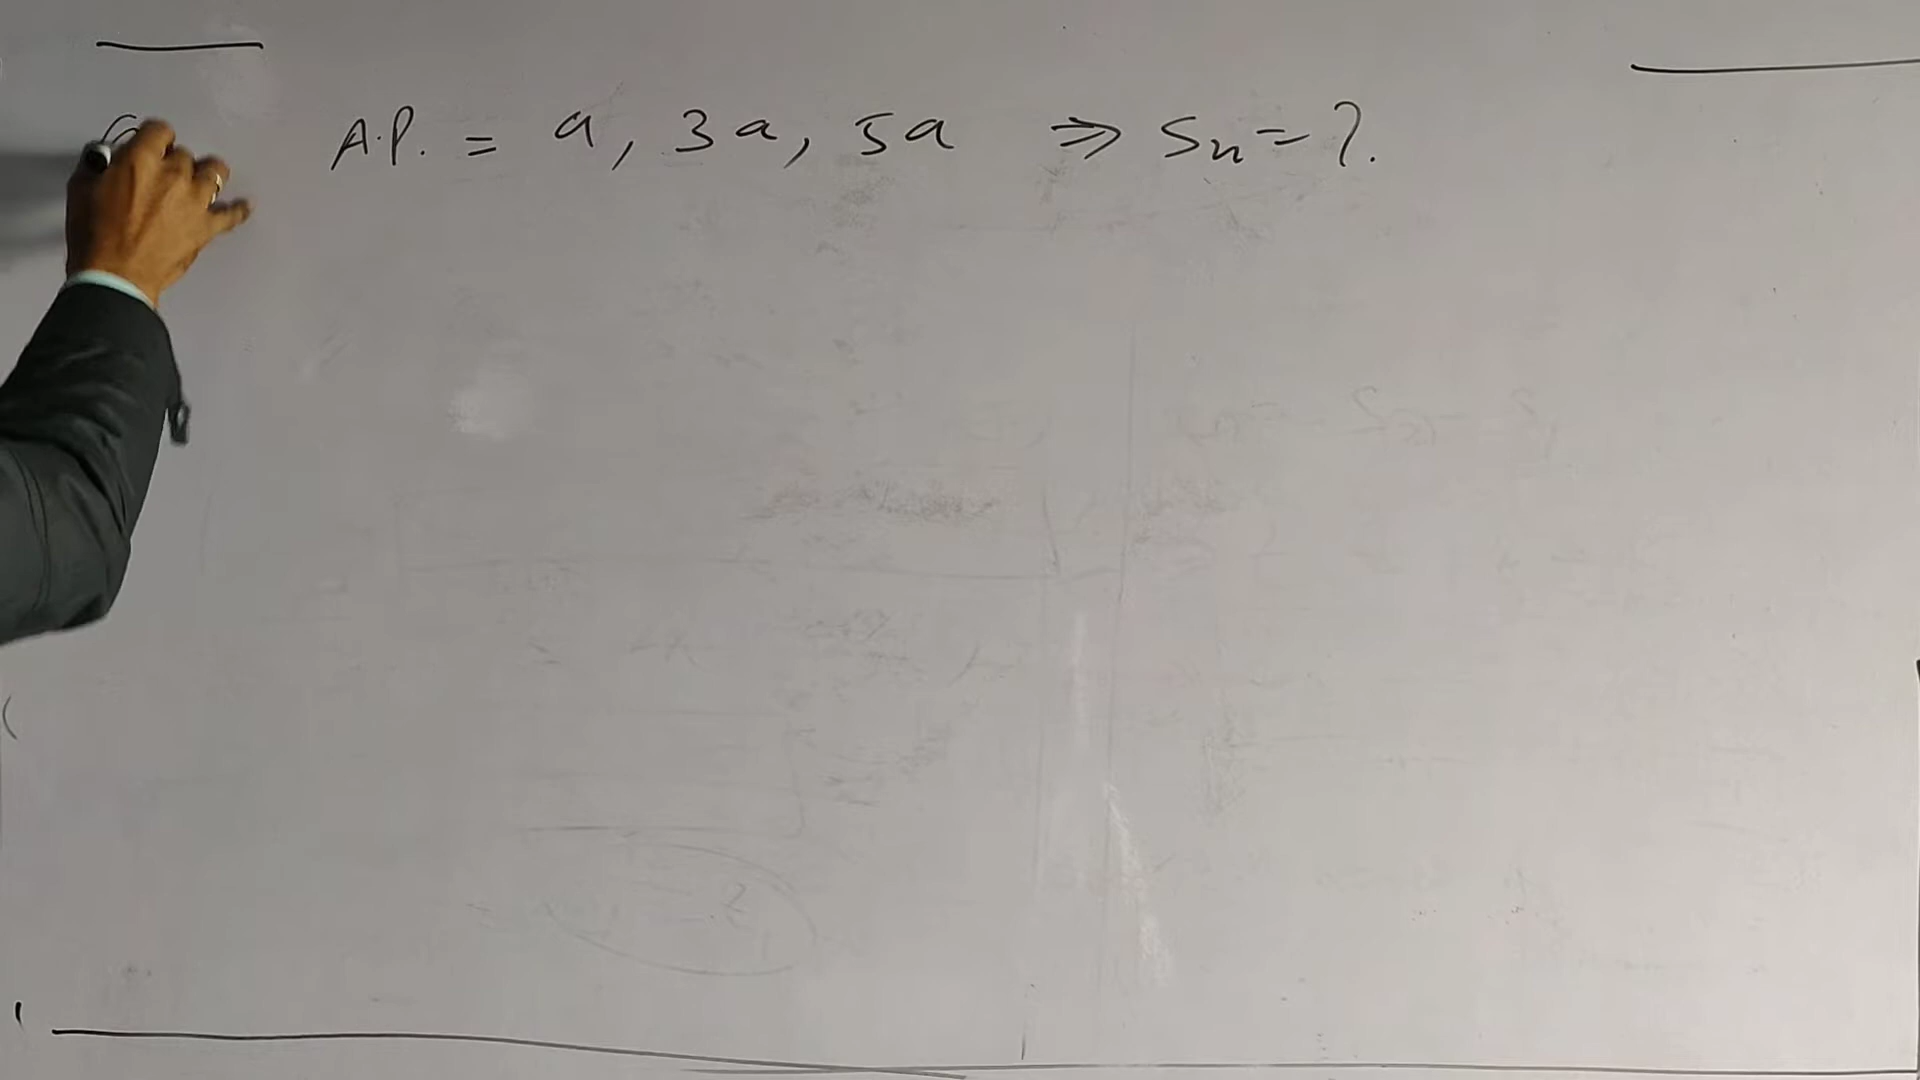 A.P. = a, 3a, 5a ⇒ Sn = ?.